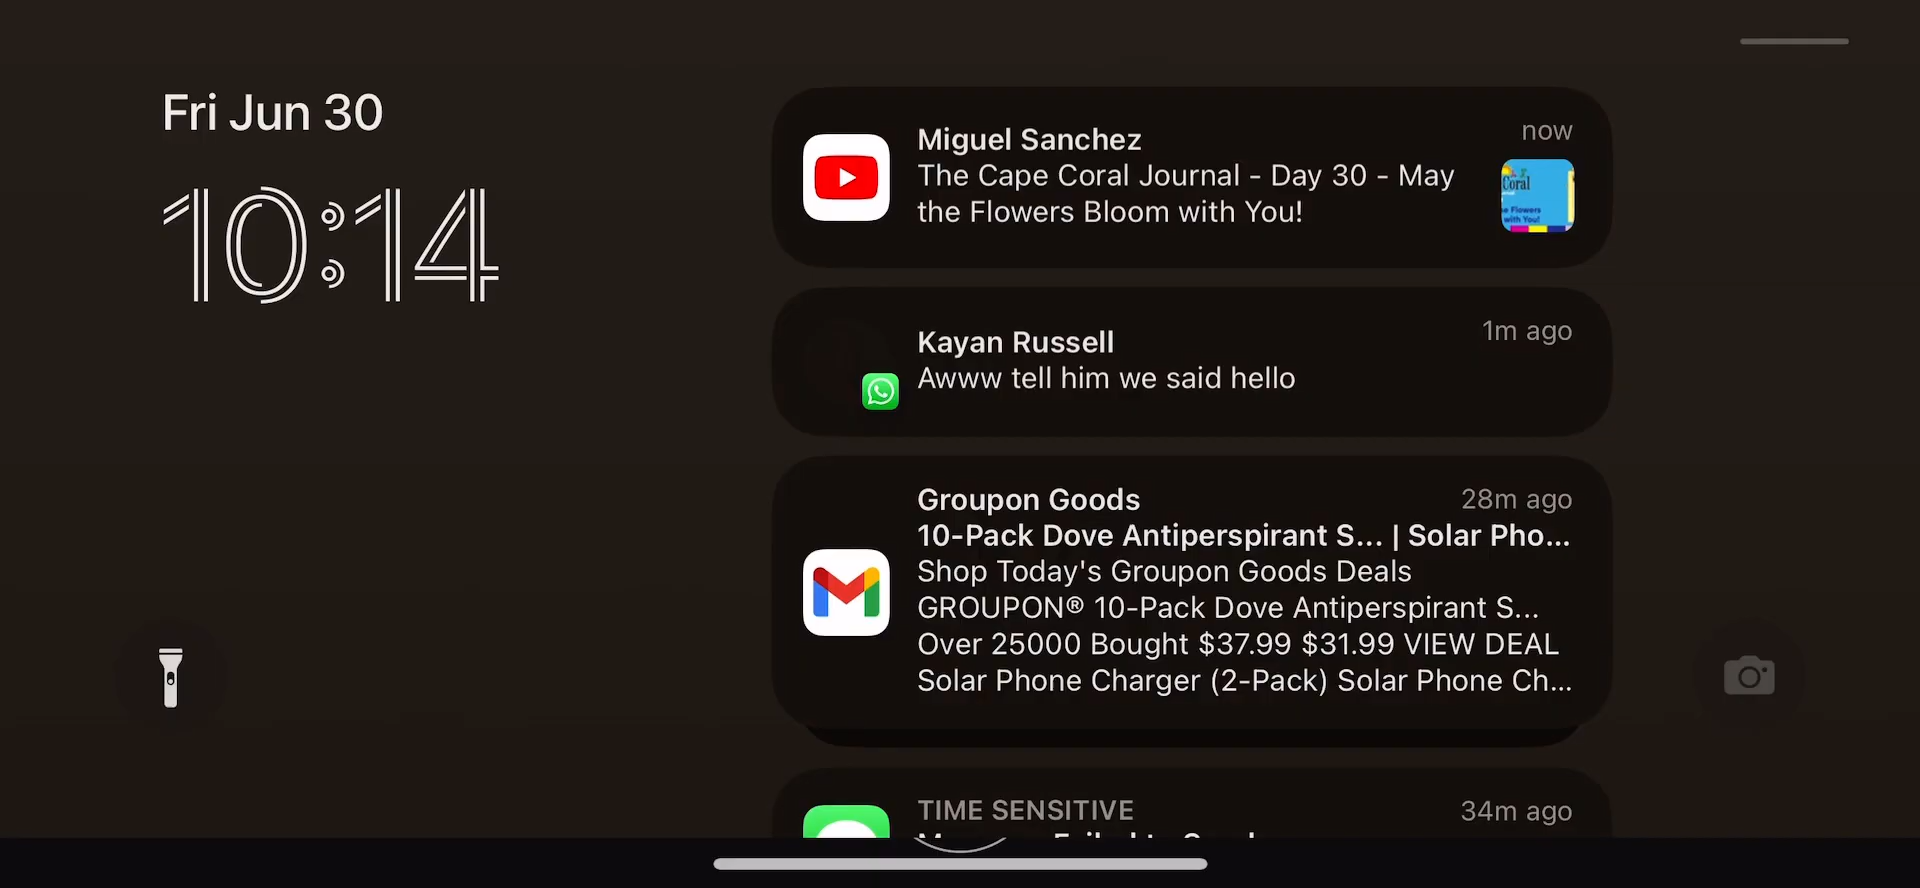 Fri Jun 30
10:14
Miguel Sanchez
now
The Cape Coral Journal - Day 30 - May
the Flowers Bloom with You!
Coral
e Flowers
with You!
Kayan Russell
1m ago
Awww tell him we said hello
Groupon Goods
28m ago
10-Pack Dove Antiperspirant S... | Solar Pho...
Shop Today's Groupon Goods Deals
GROUPON® 10-Pack Dove Antiperspirant S...
Over 25000 Bought $37.99 $31.99 VIEW DEAL
Solar Phone Charger (2-Pack) Solar Phone Ch...
TIME SENSITIVE
34m ago